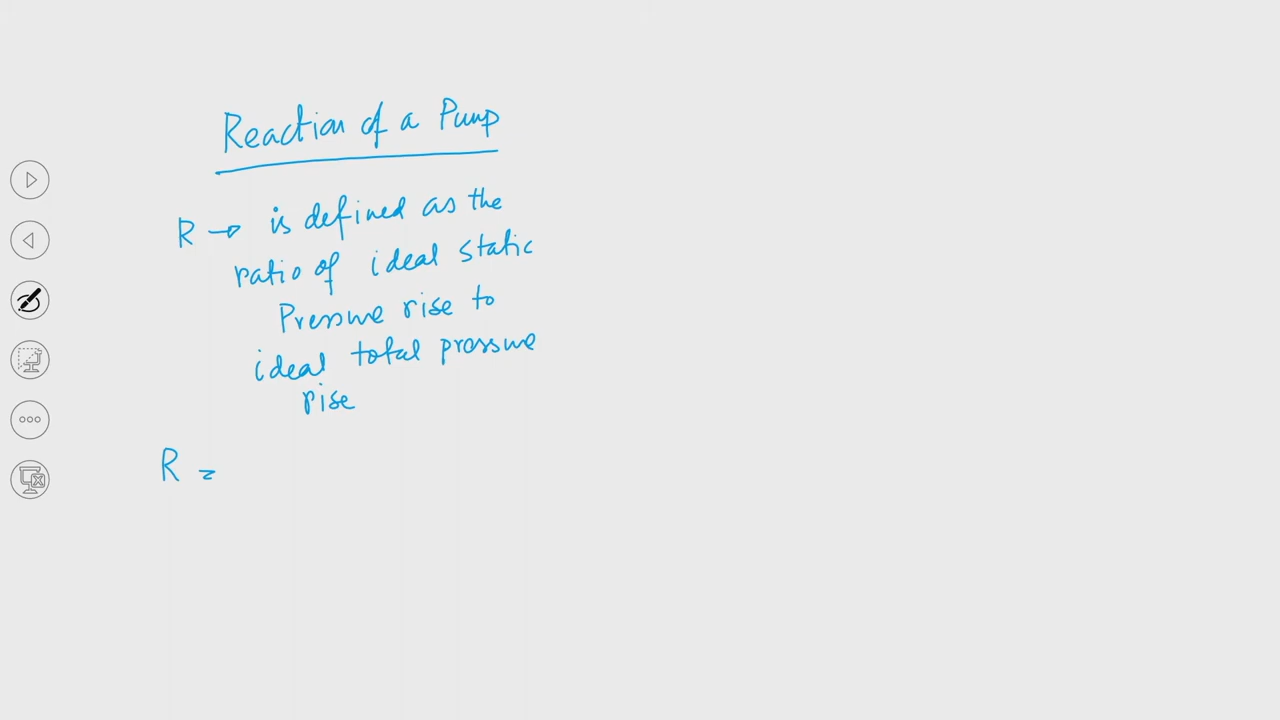 Reaction of a Pump
R → is defined as the
ratio of ideal static
Pressure rise to
ideal total pressure
rise
R =